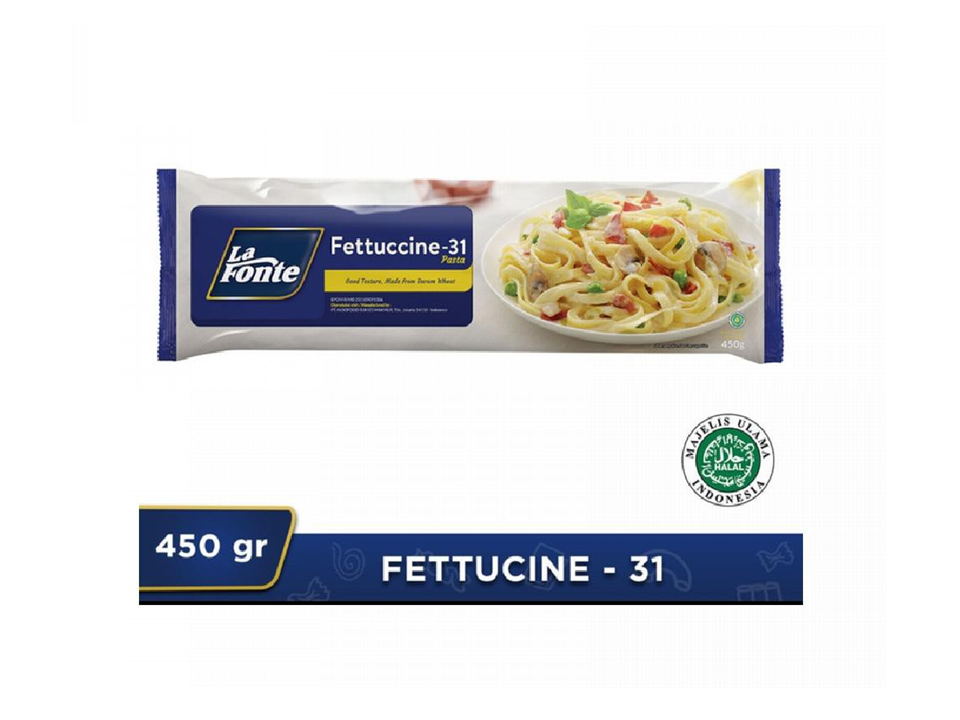 La
Fonte
Fettuccine-31
Pasta
Good Texture, Made From Durum Wheat
450g
MAJELIS ULAMA
حلال
HALAL
INDONESIA
450 gr
FETTUCINE - 31